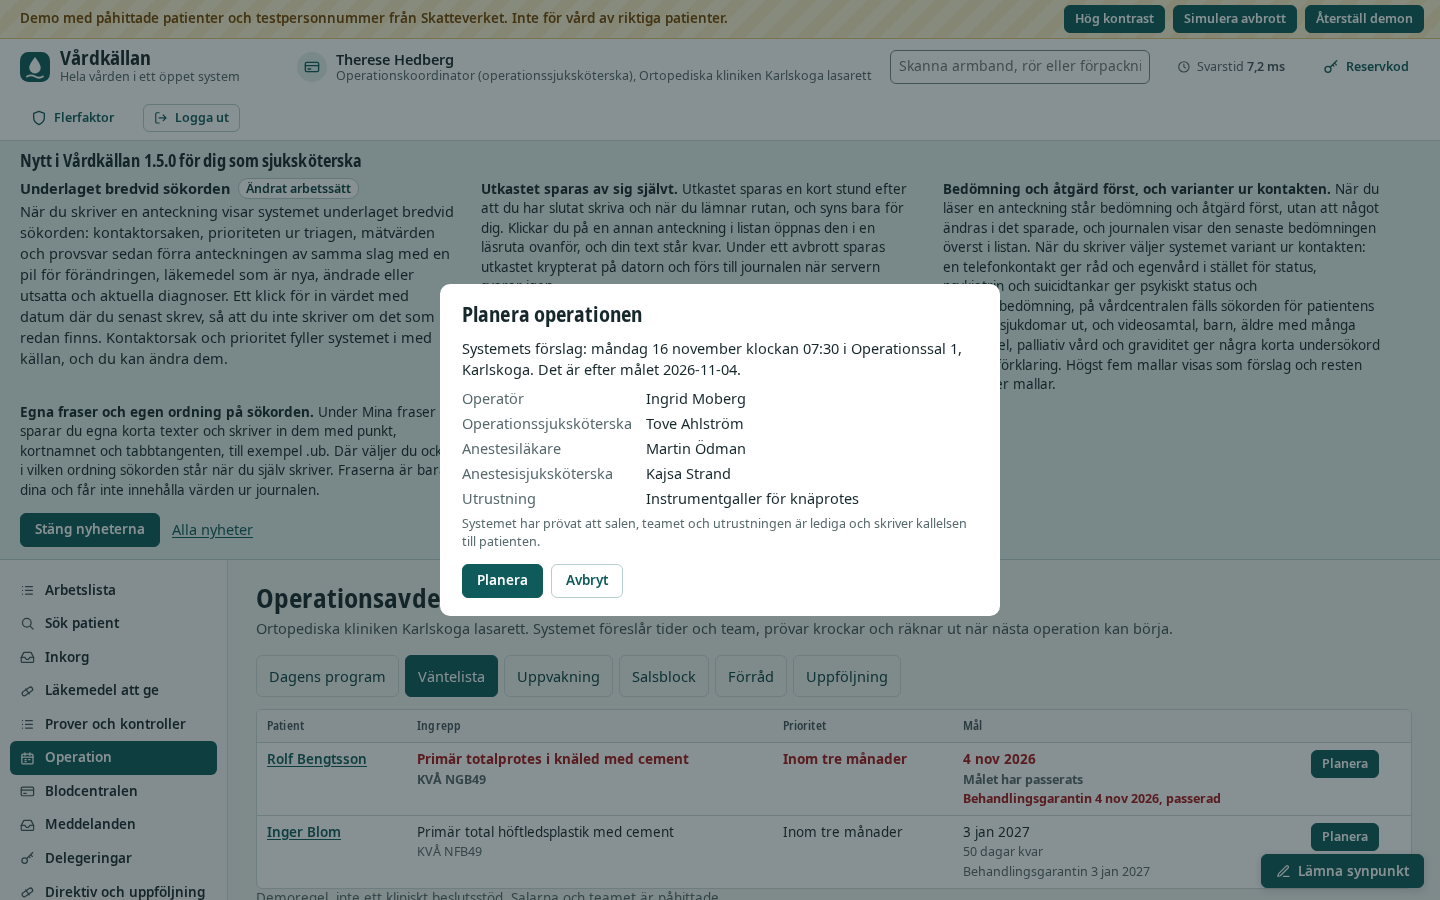 Demo med påhittade patienter och testpersonnummer från Skatteverket. Inte för vård av riktiga patienter.
Hög kontrast
Simulera avbrott
Återställ demon
Vårdkällan
Hela vården i ett öppet system
Therese Hedberg
Operationskoordinator (operationssjuksköterska), Ortopediska kliniken Karlskoga lasarett
Skanna armband, rör eller förpackni
Svarstid 7,2 ms
Reservkod
Flerfaktor
Logga ut
Nytt i Vårdkällan 1.5.0 för dig som sjuksköterska
Underlaget bredvid sökorden
Ändrat arbetssätt
När du skriver en anteckning visar systemet underlaget bredvid
sökorden: kontaktorsaken, prioriteten ur triagen, mätvärden
och provsvar sedan förra anteckningen av samma slag med en
pil för förändringen, läkemedel som är nya, ändrade eller
utsatta och aktuella diagnoser. Ett klick för in värdet med
datum där du senast skrev, så att du inte skriver om det som
redan finns. Kontaktorsak och prioritet fyller systemet i med
källan, och du kan ändra dem.
Utkastet sparas av sig självt. Utkastet sparas en kort stund efter
att du har slutat skriva och när du lämnar rutan, och syns bara för
dig. Klickar du på en annan anteckning i listan öppnas den i en
läsruta ovanför, och din text står kvar. Under ett avbrott sparas
utkastet krypterat på datorn och förs till journalen när servern
Bedömning och åtgärd först, och varianter ur kontakten. När du
läser en anteckning står bedömning och åtgärd först, utan att något
ändras i det sparade, och journalen visar den senaste bedömningen
överst i listan. När du skriver väljer systemet variant ur kontakten:
en telefonkontakt ger råd och egenvård i stället för status,
och suicidtankar ger psykiskt status och
bedömning, på vårdcentralen fälls sökorden för patientens
sjukdomar ut, och videosamtal, barn, äldre med många
palliativ vård och graviditet ger några korta undersökord
förklaring. Högst fem mallar visas som förslag och resten
mallar.
Egna fraser och egen ordning på sökorden. Under Mina fraser
sparar du egna korta texter och skriver in dem med punkt,
kortnamnet och tabbtangenten, till exempel .ub. Där väljer du ock
i vilken ordning sökorden står när du själv skriver. Fraserna är bara
dina och får inte innehålla värden ur journalen.
Stäng nyheterna
Alla nyheter
Planera operationen
Systemets förslag: måndag 16 november klockan 07:30 i Operationssal 1,
Karlskoga. Det är efter målet 2026-11-04.
Operatör Ingrid Moberg
Operationssjuksköterska Tove Ahlström
Anestesiläkare Martin Ödman
Anestesisjuksköterska Kajsa Strand
Utrustning Instrumentgaller för knäprotes
Systemet har prövat att salen, teamet och utrustningen är lediga och skriver kallelsen
till patienten.
Planera
Avbryt
Arbetslista
Sök patient
Inkorg
Läkemedel att ge
Prover och kontroller
Operation
Blodcentralen
Meddelanden
Delegeringar
Direktiv och uppföljning
Operationsavde
Ortopediska kliniken Karlskoga lasarett. Systemet föreslår tider och team, prövar krockar och räknar ut när nästa operation kan börja.
Dagens program
Väntelista
Uppvakning
Salsblock
Förråd
Uppföljning
Patient Ingrepp Prioritet Mål
Rolf Bengtsson Primär totalprotes i knäled med cement Inom tre månader 4 nov 2026 Planera
KVÅ NGB49 Målet har passerats
Behandlingsgarantin 4 nov 2026, passerad
Inger Blom Primär total höftledsplastik med cement Inom tre månader 3 jan 2027 Planera
KVÅ NFB49 50 dagar kvar
Behandlingsgarantin 3 jan 2027
Lämna synpunkt
Demoregel, inte ett kliniskt beslutsstöd. Salarna och teamet är påhittade.